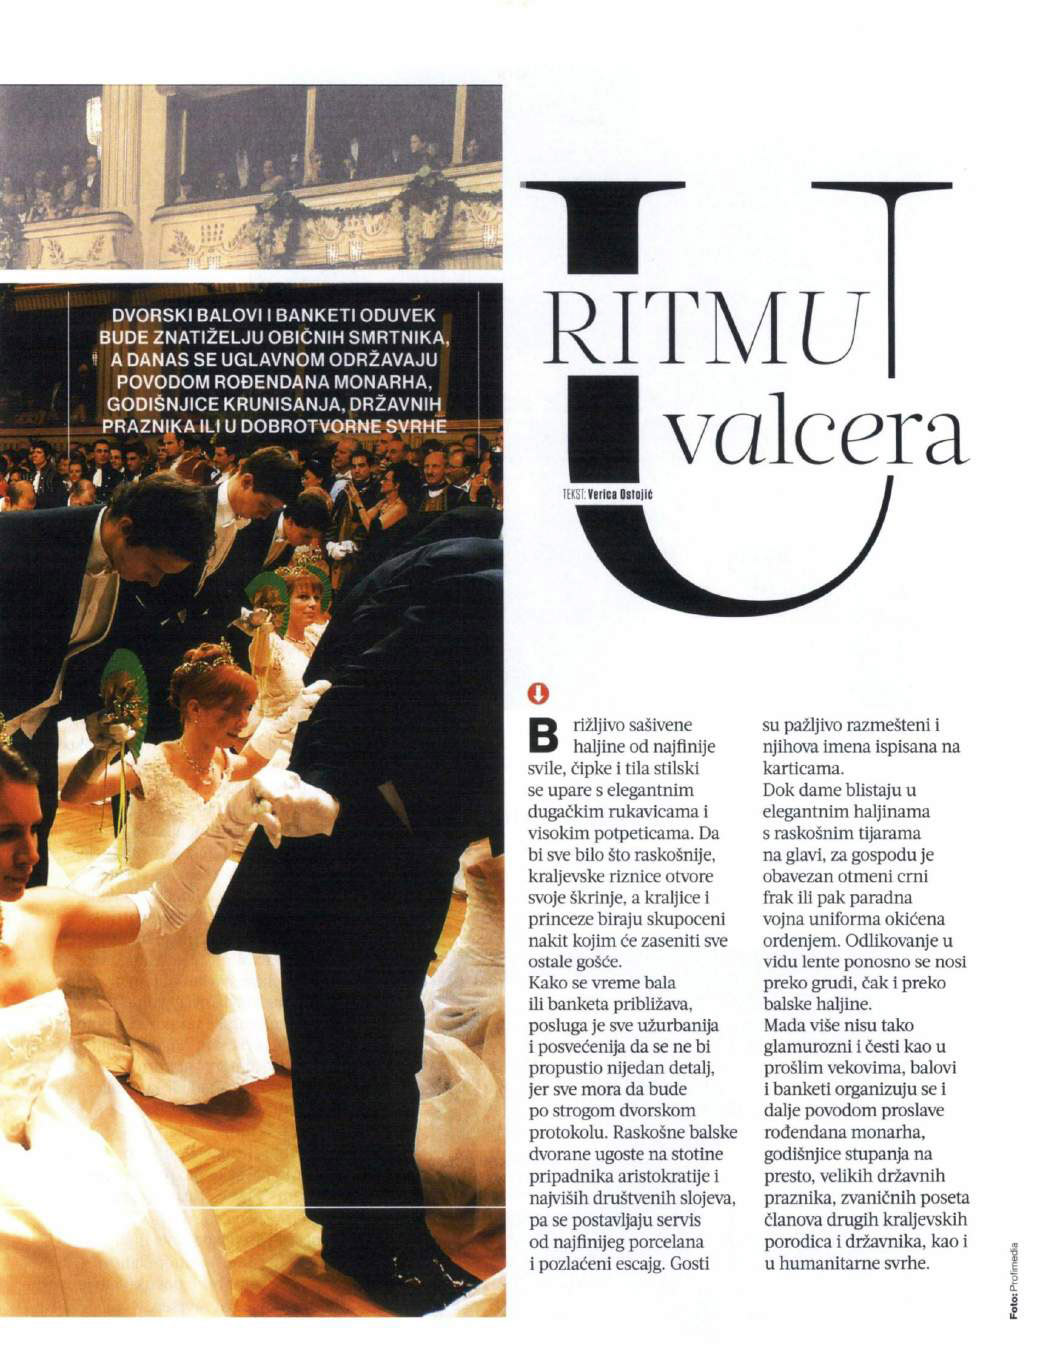 DVORSKI BALOVI I BANKETI ODUVEK
BUDE ZNATIŽELJU OBIČNIH SMRTNIKA,
A DANAS SE UGLAVNOM ODRŽAVAJU
POVODOM ROĐENDANA MONARHA,
GODIŠNJICE KRUNISANJA, DRŽAVNIH
PRAZNIKA ILI U DOBROTVORNE SVRHE
U
RITMU
valcera
TEKST: Verica Ostojić
Brižljivo sašivene
haljine od najfinije
svile, čipke i tila stilski
se upare s elegantnim
dugačkim rukavicama i
visokim potpeticama. Da
bi sve bilo što raskošnije,
kraljevske riznice otvore
svoje škrinje, a kraljice i
princeze biraju skupoceni
nakit kojim će zaseniti sve
ostale gošće.
Kako se vreme bala
ili banketa približava,
posluga je sve užurbanija
i posvećenija da se ne bi
propustio nijedan detalj,
jer sve mora da bude
po strogom dvorskom
protokolu. Raskošne balske
dvorane ugoste na stotine
pripadnika aristokratije i
najviših društvenih slojeva,
pa se postavljaju servis
od najfinijeg porcelana
i pozlaćeni escajg. Gosti
su pažljivo razmešteni i
njihova imena ispisana na
karticama.
Dok dame blistaju u
elegantnim haljinama
s raskošnim tijarama
na glavi, za gospodu je
obavezan otmeni crni
frak ili pak paradna
vojna uniforma okićena
ordenjem. Odlikovanje u
vidu lente ponosno se nosi
preko grudi, čak i preko
balske haljine.
Mada više nisu tako
glamurozni i česti kao u
prošlim vekovima, balovi
i banketi organizuju se i
dalje povodom proslave
rođendana monarha,
godišnjice stupanja na
presto, velikih državnih
praznika, zvaničnih poseta
članova drugih kraljevskih
porodica i državnika, kao i
u humanitarne svrhe.
Foto: Profimedia